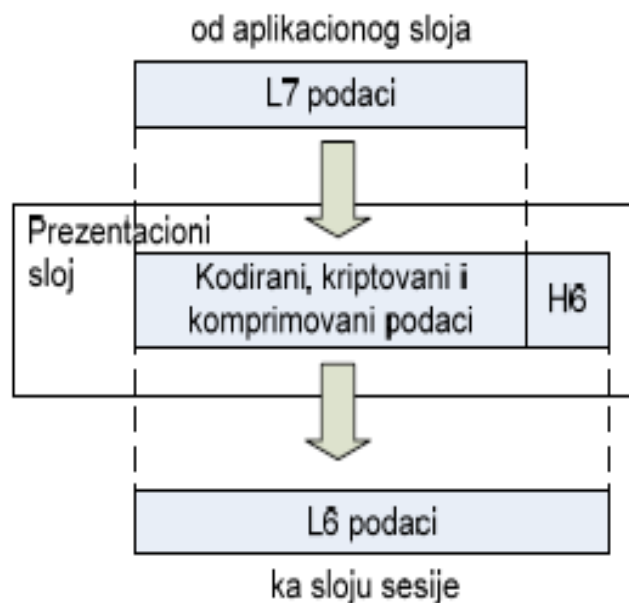 od aplikacionog sloja
L7 podaci
Prezentacioni
sloj
Kodirani, kriptovani i
komprimovani podaci
H6
L6 podaci
ka sloju sesije